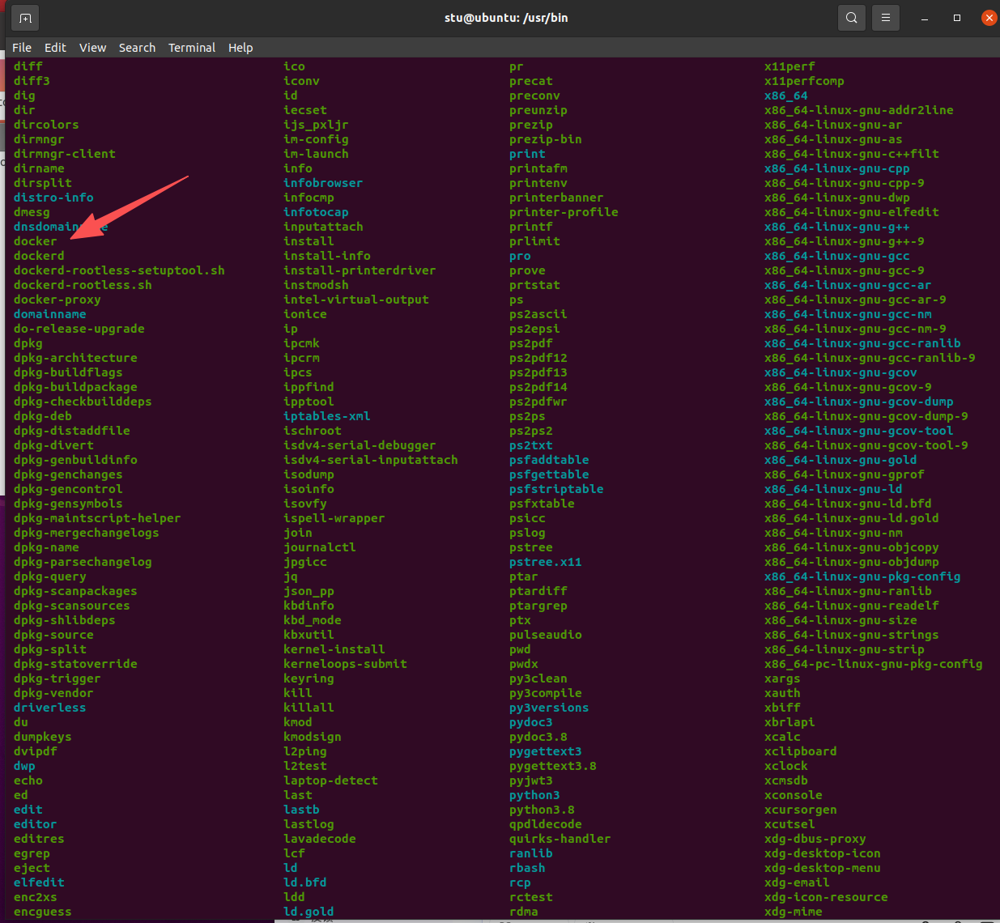 stu@ubuntu: /usr/bin
File Edit View Search Terminal Help
diff ico pr x11perf
diff3 iconv precat x11perfcomp
dig id preconv x86_64
dir iecset preunzip x86_64-linux-gnu-addr2line
dircolors ijs_pxljr prezip x86_64-linux-gnu-ar
dirmngr im-config prezip-bin x86_64-linux-gnu-as
dirmngr-client im-launch print x86_64-linux-gnu-c++filt
dirname info printafm x86_64-linux-gnu-cpp
dirsplit infobrowser printenv x86_64-linux-gnu-cpp-9
distro-info infocmp printerbanner x86_64-linux-gnu-dwp
dmesg infotocap printer-profile x86_64-linux-gnu-elfedit
inputattach printf x86_64-linux-gnu-g++
docker install prlimit x86_64-linux-gnu-g++-9
dockerd install-info pro x86_64-linux-gnu-gcc
dockerd-rootless-setuptool.sh install-printerdriver prove x86_64-linux-gnu-gcc-9
dockerd-rootless.sh instmodsh prtstat x86_64-linux-gnu-gcc-ar
docker-proxy intel-virtual-output ps x86_64-linux-gnu-gcc-ar-9
domainname ionice ps2ascii x86_64-linux-gnu-gcc-nm
do-release-upgrade ip ps2epsi x86_64-linux-gnu-gcc-nm-9
dpkg ipcmk ps2pdf x86_64-linux-gnu-gcc-ranlib
dpkg-architecture ipcrm ps2pdf12 x86_64-linux-gnu-gcc-ranlib-9
dpkg-buildflags ipcs ps2pdf13 x86_64-linux-gnu-gcov
dpkg-buildpackage ippfind ps2pdf14 x86_64-linux-gnu-gcov-9
dpkg-checkbuilddeps ipptool ps2pdfwr x86_64-linux-gnu-gcov-dump
dpkg-deb iptables-xml ps2ps x86_64-linux-gnu-gcov-dump-9
dpkg-distaddfile ischroot ps2ps2 x86_64-linux-gnu-gcov-tool
dpkg-divert isdv4-serial-debugger ps2txt x86_64-linux-gnu-gcov-tool-9
dpkg-genbuildinfo isdv4-serial-inputattach psfaddtable x86_64-linux-gnu-gold
dpkg-genchanges isodump psfgettable x86_64-linux-gnu-gprof
dpkg-gencontrol isoinfo psfstriptable x86_64-linux-gnu-ld
dpkg-gensymbols isovfy psfxtable x86_64-linux-gnu-ld.bfd
dpkg-maintscript-helper ispell-wrapper psicc x86_64-linux-gnu-ld.gold
dpkg-mergechangelogs join pslog x86_64-linux-gnu-nm
dpkg-name journalctl pstree x86_64-linux-gnu-objcopy
dpkg-parsechangelog jpgicc pstree.x11 x86_64-linux-gnu-objdump
dpkg-query jq ptar x86_64-linux-gnu-pkg-config
dpkg-scanpackages json_pp ptardiff x86_64-linux-gnu-ranlib
dpkg-scansources kbdinfo ptargrep x86_64-linux-gnu-readelf
dpkg-shlibdeps kbd_mode ptx x86_64-linux-gnu-size
dpkg-source kbxutil pulseaudio x86_64-linux-gnu-strings
dpkg-split kernel-install pwd x86_64-linux-gnu-strip
dpkg-statoverride kerneloops-submit pwdx x86_64-pc-linux-gnu-pkg-config
dpkg-trigger keyring py3clean xargs
dpkg-vendor kill py3compile xauth
driverless killall py3versions xbiff
du kmod pydoc3 xbrlapi
dumpkeys kmodsign pydoc3.8 xcalc
dvipdf l2ping pygettext3 xclipboard
dwp l2test pygettext3.8 xclock
echo laptop-detect pyjwt3 xcmsdb
ed last python3 xconsole
edit lastb python3.8 xcursorgen
editor lastlog qpdldecode xcutsel
editres lavadecode quirks-handler xdg-dbus-proxy
egrep lcf ranlib xdg-desktop-icon
eject ld rbash xdg-desktop-menu
elfedit ld.bfd rcp xdg-email
enc2xs ldd rctest xdg-icon-resource
encguess ld.gold rdma xdg-mime